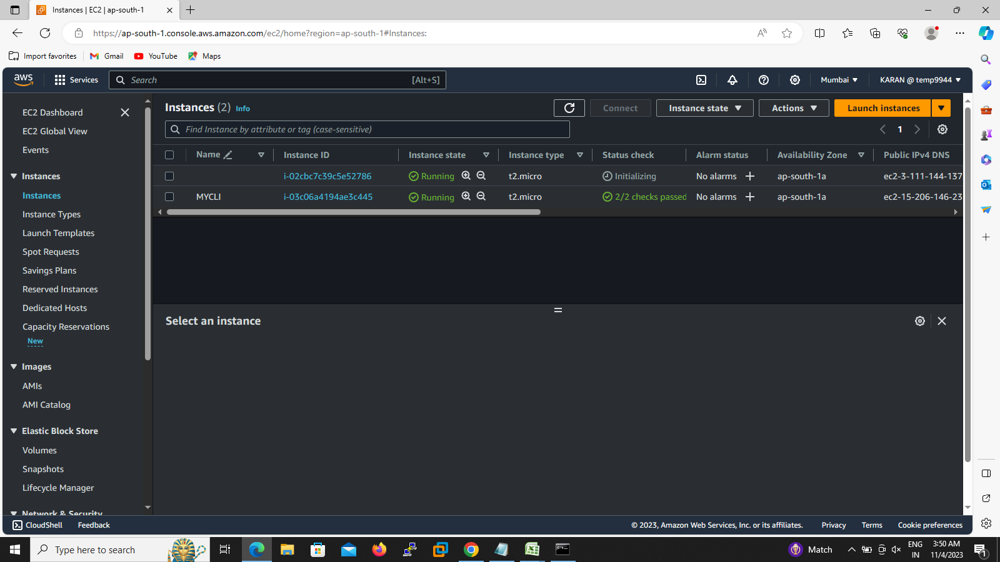 Instances | EC2 | ap-south-1
https://ap-south-1.console.aws.amazon.com/ec2/home?region=ap-south-1#Instances:
Import favorites Gmail YouTube Maps
aws Services Search [Alt+S] Mumbai KARAN @ temp9944
EC2 Dashboard
EC2 Global View
Events
Instances
Instances
Instance Types
Launch Templates
Spot Requests
Savings Plans
Reserved Instances
Dedicated Hosts
Capacity Reservations
New
Images
AMIs
AMI Catalog
Elastic Block Store
Volumes
Snapshots
Lifecycle Manager
Network & Security
Instances (2) Info Connect Instance state Actions Launch instances
Find Instance by attribute or tag (case-sensitive) 1
Name Instance ID Instance state Instance type Status check Alarm status Availability Zone Public IPv4 DNS
i-02cbc7c39c5e52786 Running t2.micro Initializing No alarms ap-south-1a ec2-3-111-144-137
MYCLI i-03c06a4194ae3c445 Running t2.micro 2/2 checks passed No alarms ap-south-1a ec2-15-206-146-23
Select an instance
CloudShell Feedback © 2023, Amazon Web Services, Inc. or its affiliates. Privacy Terms Cookie preferences
Type here to search Match ENG 3:50 AM
IN 11/4/2023 1